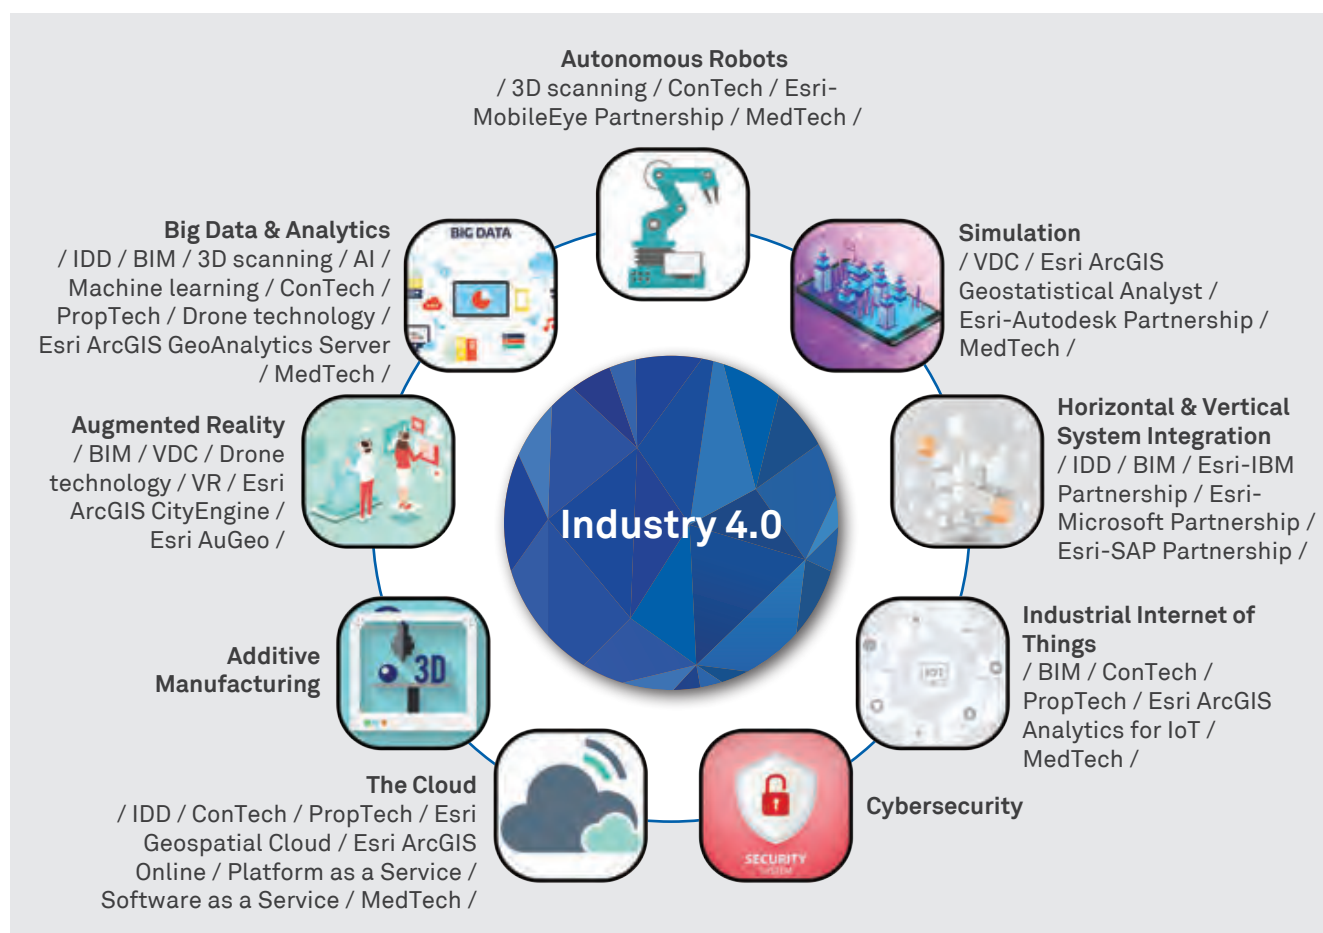 Autonomous Robots
/ 3D scanning / ConTech / Esri-
MobileEye Partnership / MedTech /
Simulation
/ VDC / Esri ArcGIS
Geostatistical Analyst /
Esri-Autodesk Partnership /
MedTech /
Horizontal & Vertical
System Integration
/ IDD / BIM / Esri-IBM
Partnership / Esri-
Microsoft Partnership /
Esri-SAP Partnership /
Industrial Internet of
Things
/ BIM / ConTech /
PropTech / Esri ArcGIS
Analytics for IoT /
MedTech /
IOT
Cybersecurity
SECURITY
SYSTEM
The Cloud
/ IDD / ConTech / PropTech / Esri
Geospatial Cloud / Esri ArcGIS
Online / Platform as a Service /
Software as a Service / MedTech /
Additive
Manufacturing
3D
Augmented Reality
/ BIM / VDC / Drone
technology / VR / Esri
ArcGIS CityEngine /
Esri AuGeo /
Big Data & Analytics
/ IDD / BIM / 3D scanning / AI /
Machine learning / ConTech /
PropTech / Drone technology /
Esri ArcGIS GeoAnalytics Server
/ MedTech /
BIG DATA
Industry 4.0